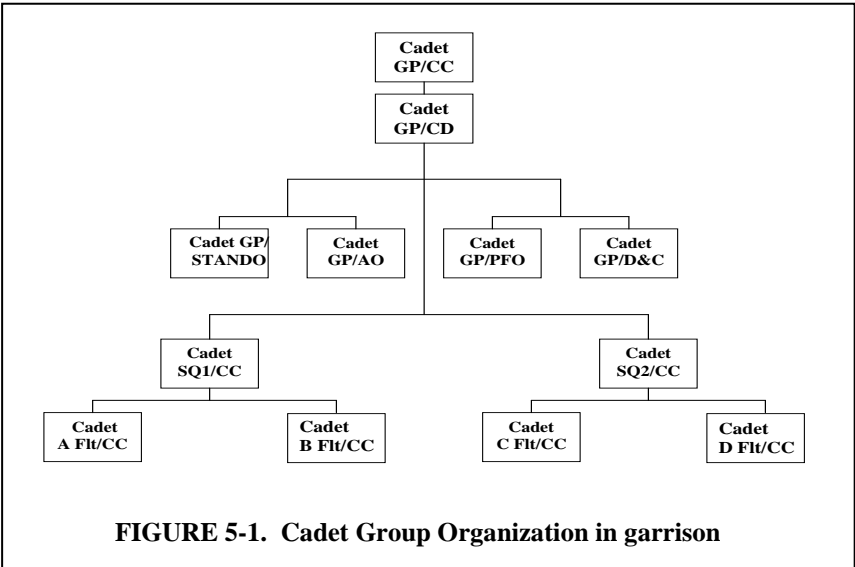 Cadet
GP/CC
Cadet
GP/CD
Cadet GP/
STANDO
Cadet
GP/AO
Cadet
GP/PFO
Cadet
GP/D&C
Cadet
SQ1/CC
Cadet
SQ2/CC
Cadet
A Flt/CC
Cadet
B Flt/CC
Cadet
C Flt/CC
Cadet
D Flt/CC
FIGURE 5-1. Cadet Group Organization in garrison